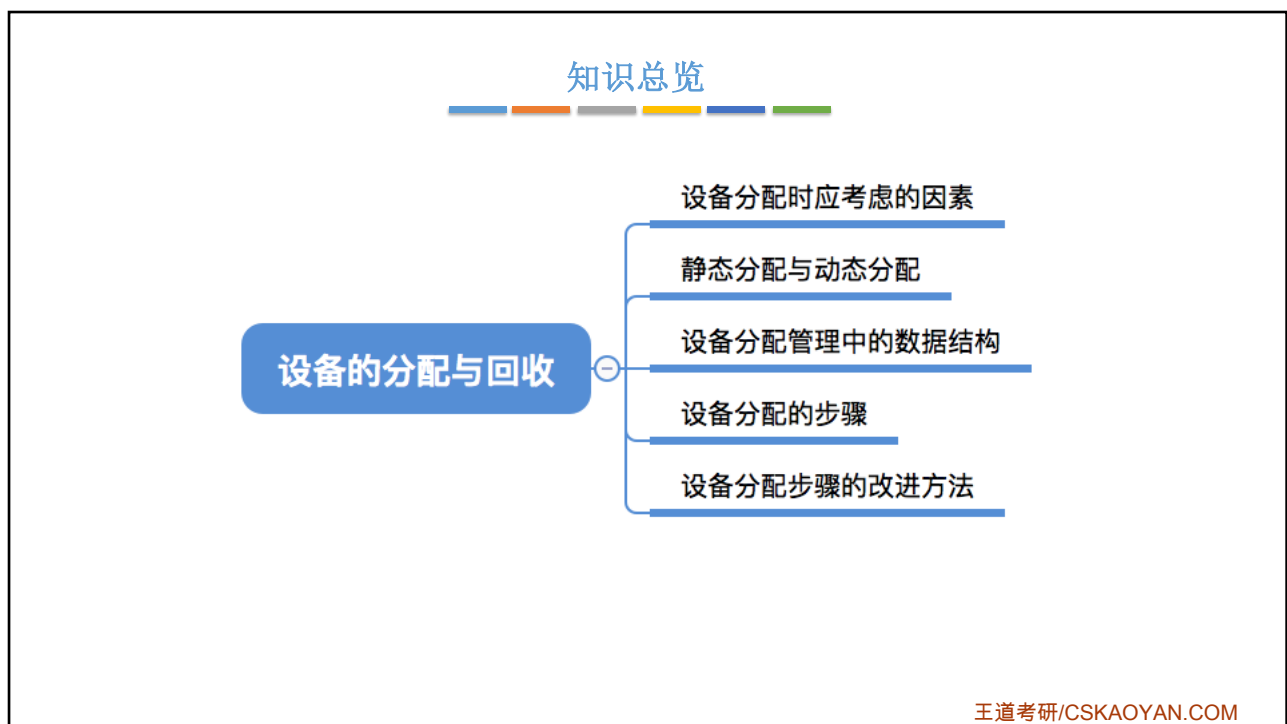 知识总览
设备分配时应考虑的因素
静态分配与动态分配
设备分配管理中的数据结构
设备的分配与回收
设备分配的步骤
设备分配步骤的改进方法
王道考研/CSKAOYAN.COM